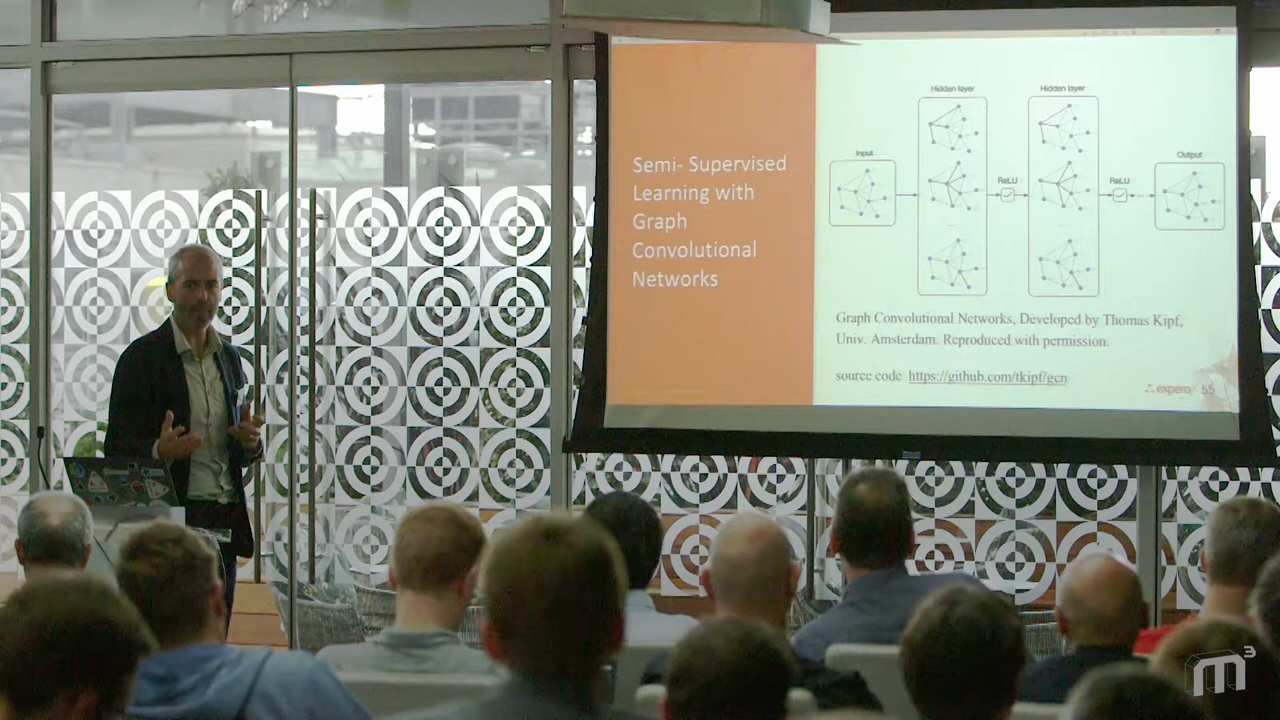 Semi- Supervised
Learning with
Graph
Convolutional
Networks
Hidden layer
Hidden layer
Input
ReLU
ReLU
Output
Graph Convolutional Networks, Developed by Thomas Kipf,
Univ. Amsterdam. Reproduced with permission.
source code https://github.com/tkipf/gcn
expero 55
m3